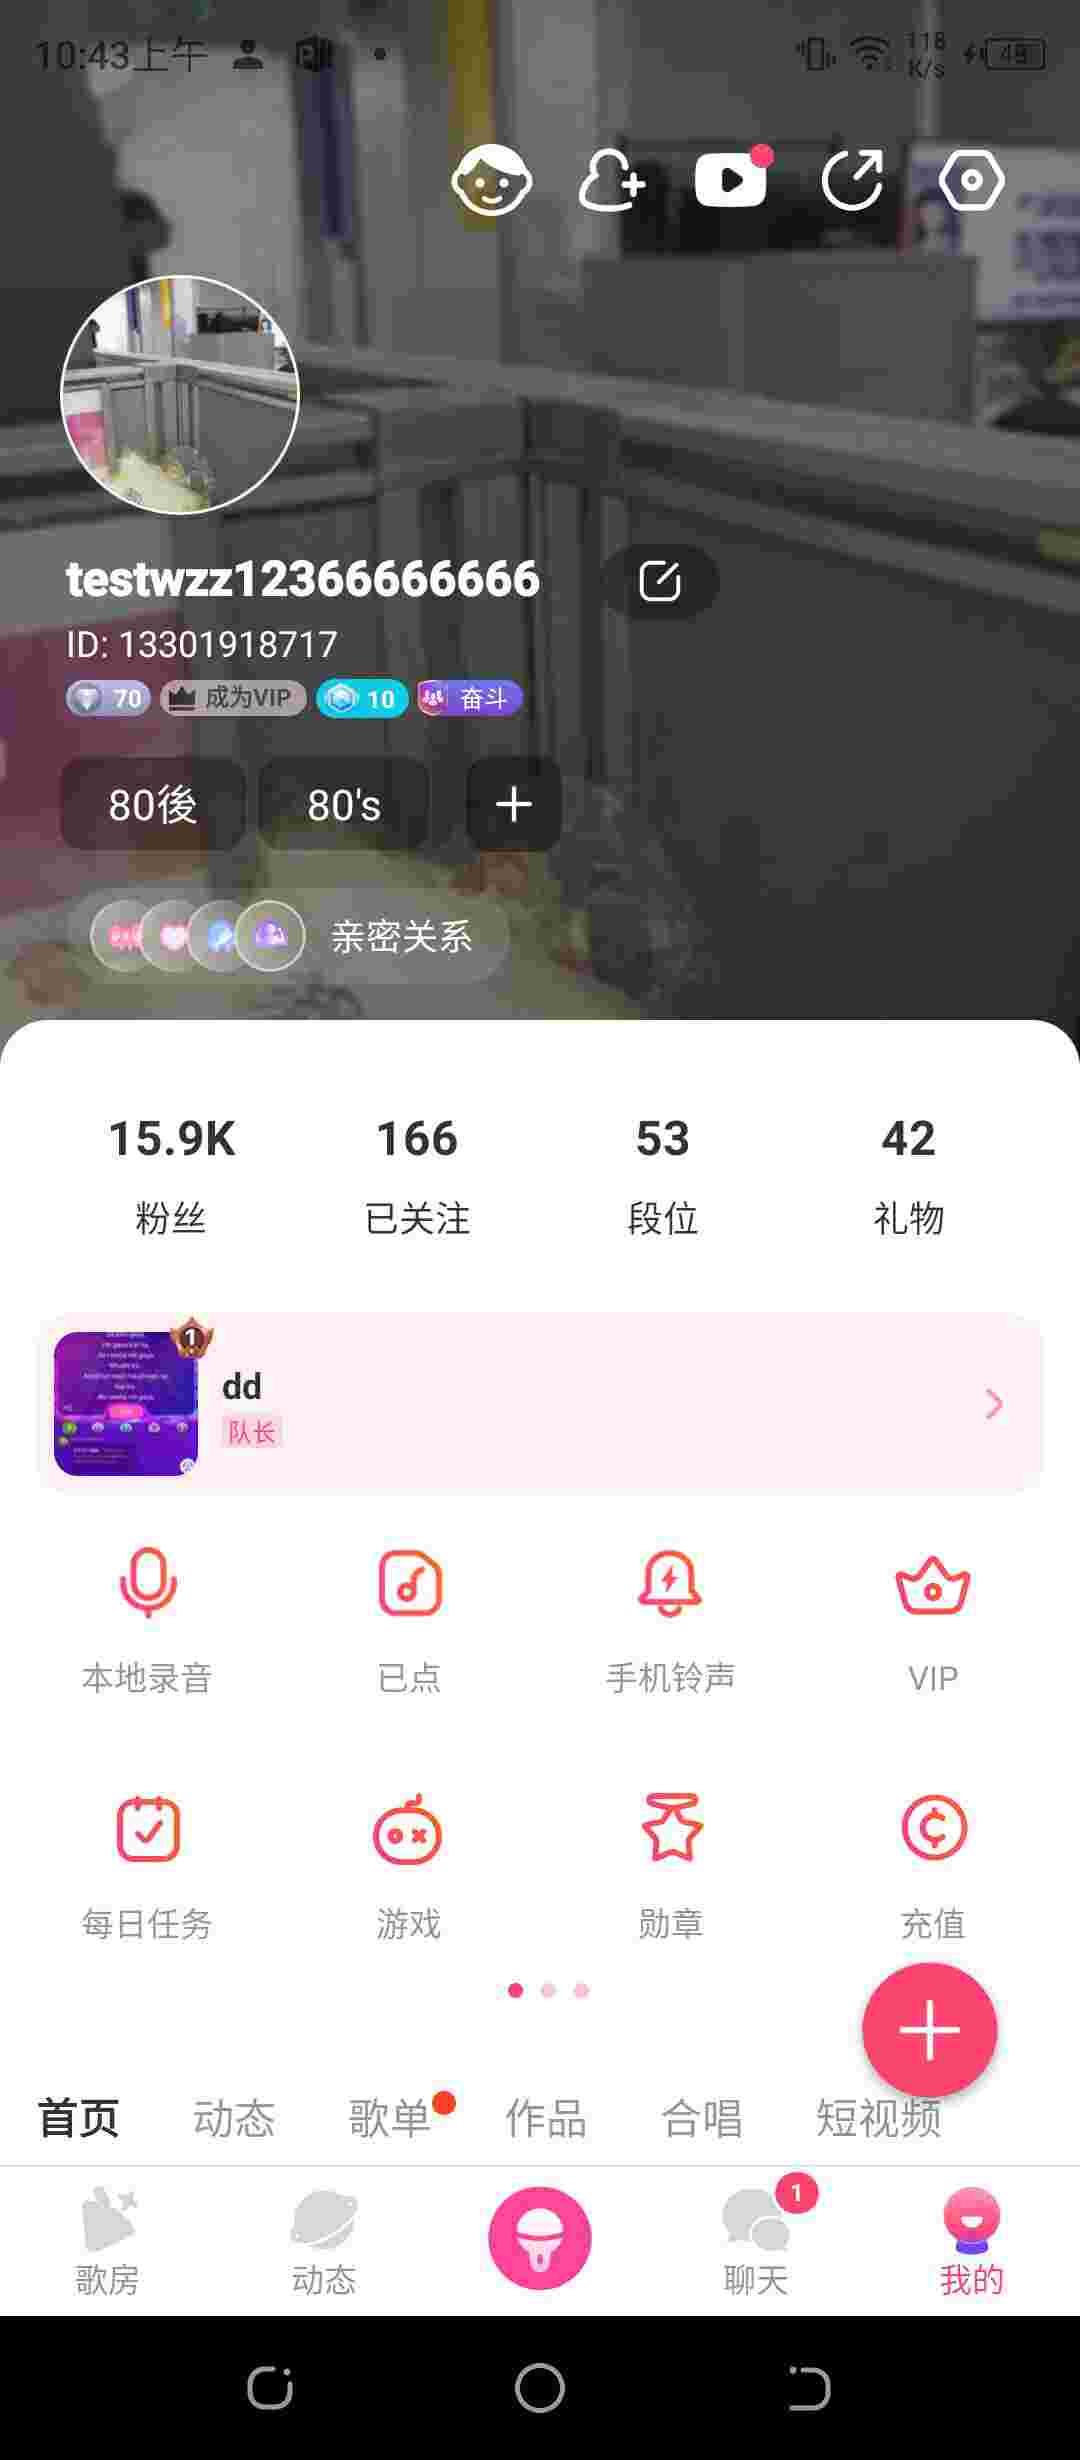 10:43上午
118
K/s
49
testwzz12366666666
ID: 13301918717
70 成为VIP 10 奋斗
80後 80's
亲密关系
15.9K 166 53 42
粉丝 已关注 段位 礼物
1
dd
队长
本地录音 已点 手机铃声 VIP
每日任务 游戏 勋章 充值
首页 动态 歌单 作品 合唱 短视频
1
歌房 动态 聊天 我的